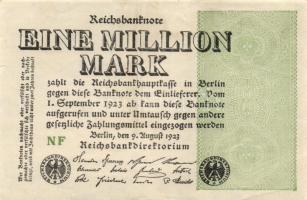 Reichsbanknote
EINE MILLION
MARK
zahlt die Reichsbankhauptkasse in Berlin
gegen diese Banknote dem Einlieferer. Vom
1. September 1923 ab kann diese Banknote
aufgerufen und unter Umtausch gegen andere
gesetzliche Zahlungsmittel eingezogen werden
Berlin, den 9. August 1923
Reichsbankdirektorium
NF